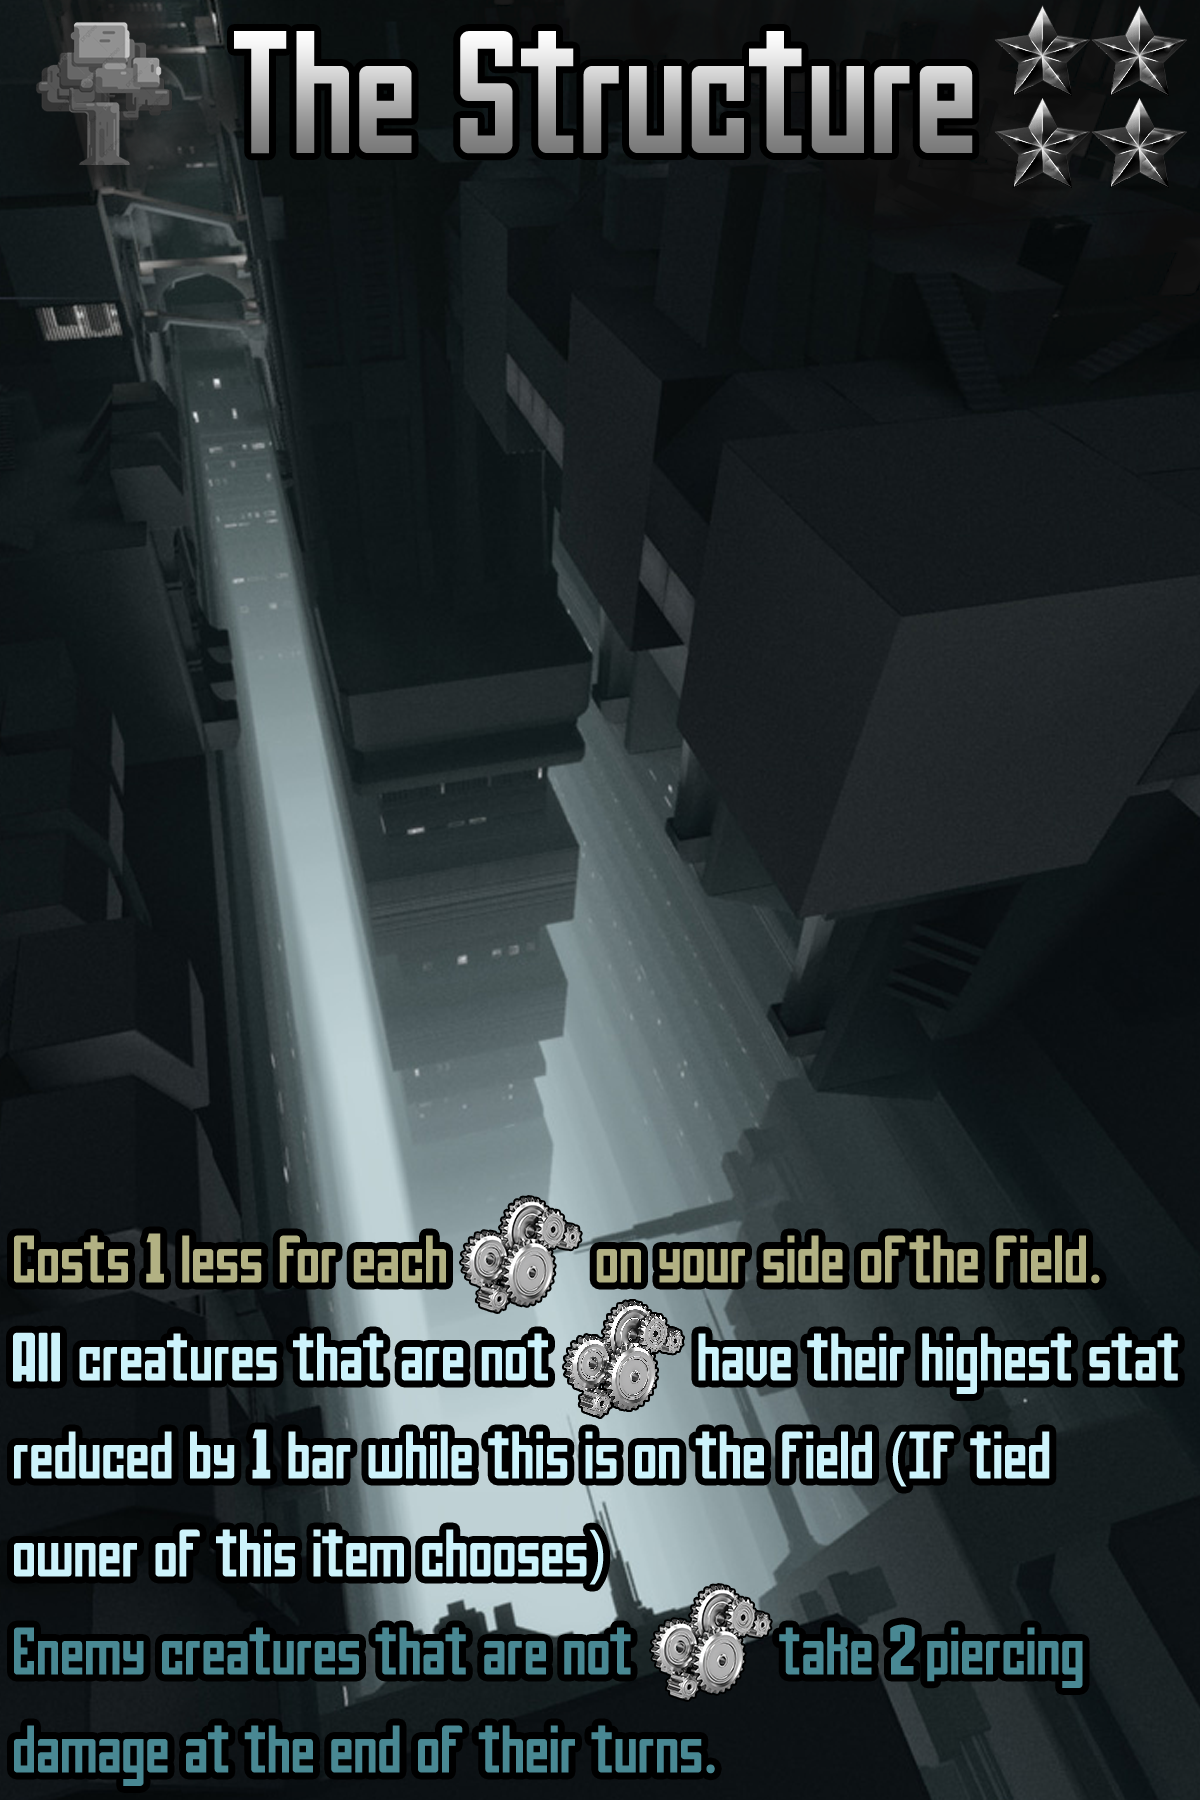 The Structure
Costs 1 less for each on your side of the field.
All creatures that are not have their highest stat
reduced by 1 bar while this is on the field (If tied
owner of this item chooses)
Enemy creatures that are not take 2 piercing
damage at the end of their turns.